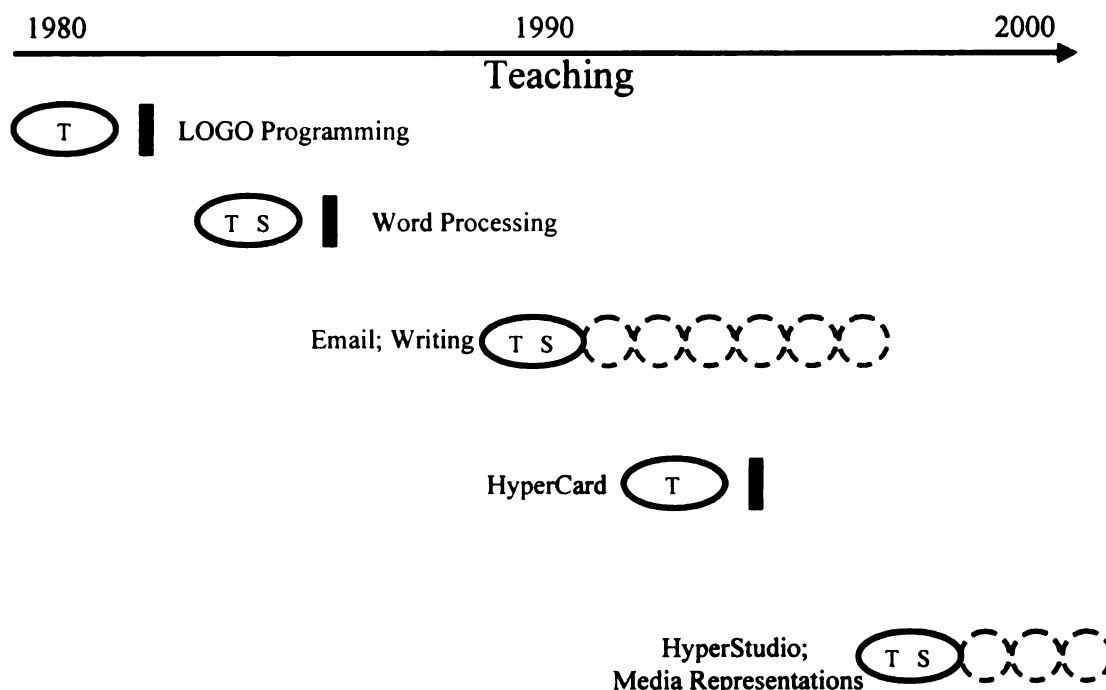 1980 1990 2000
Teaching
T LOGO Programming
T S Word Processing
Email; Writing T S
HyperCard T
HyperStudio; T S
Media Representations